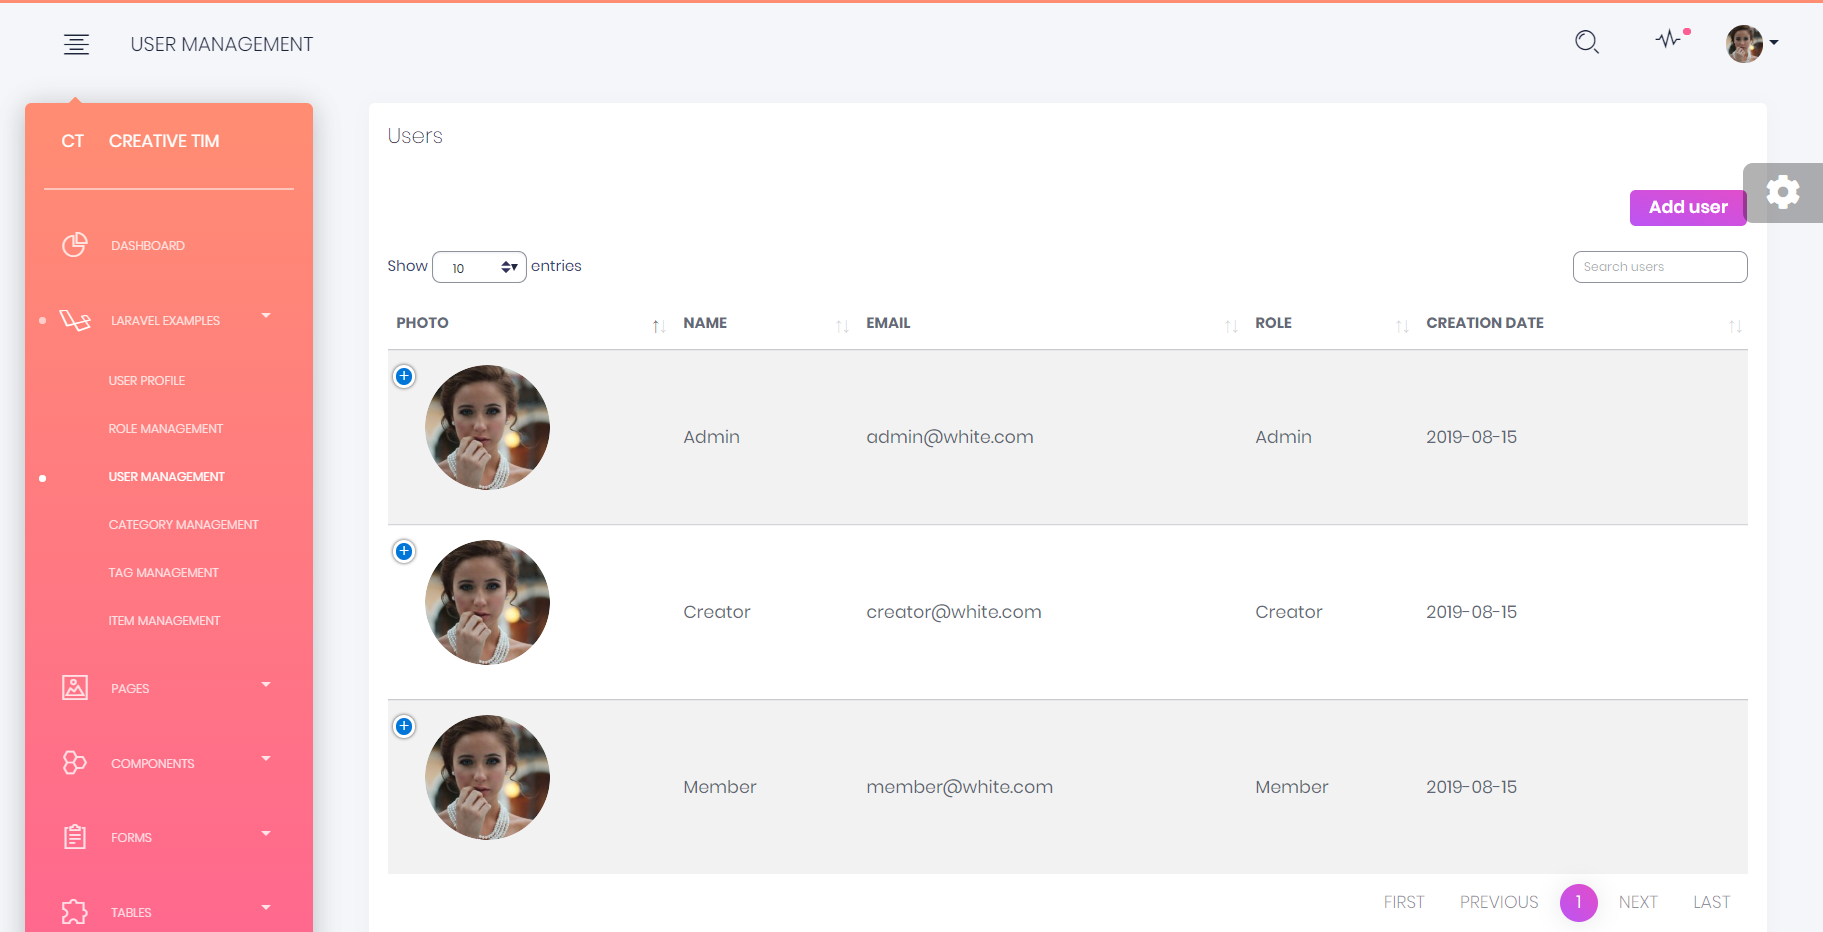 USER MANAGEMENT
CT CREATIVE TIM
DASHBOARD
LARAVEL EXAMPLES
USER PROFILE
ROLE MANAGEMENT
USER MANAGEMENT
CATEGORY MANAGEMENT
TAG MANAGEMENT
ITEM MANAGEMENT
PAGES
COMPONENTS
FORMS
TABLES
Users
Add user
Show 10 entries
Search users
PHOTO NAME EMAIL ROLE CREATION DATE
Admin admin@white.com Admin 2019-08-15
Creator creator@white.com Creator 2019-08-15
Member member@white.com Member 2019-08-15
FIRST PREVIOUS 1 NEXT LAST